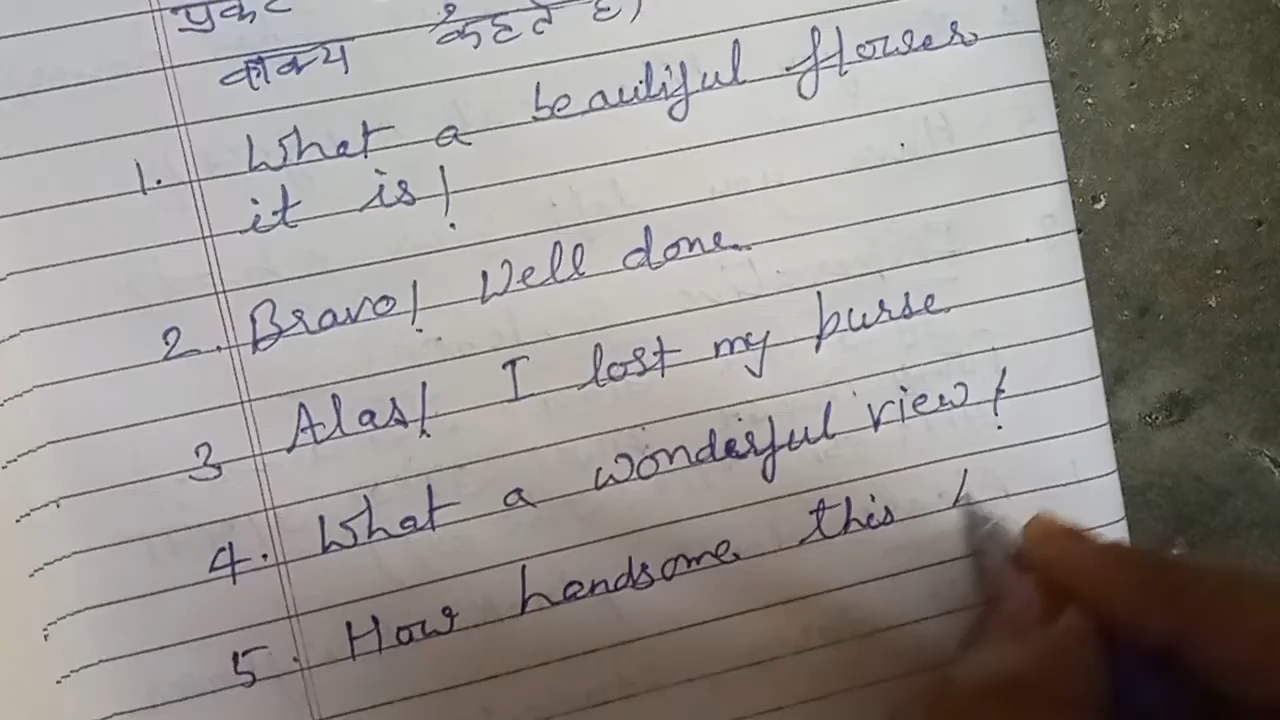 प्रकट
वाक्य कहते हैं।
1. What a beautiful flower
it is!
2. Bravo! Well done.
3 Alas! I lost my purse.
4. What a wonderful view!
5. How handsome this